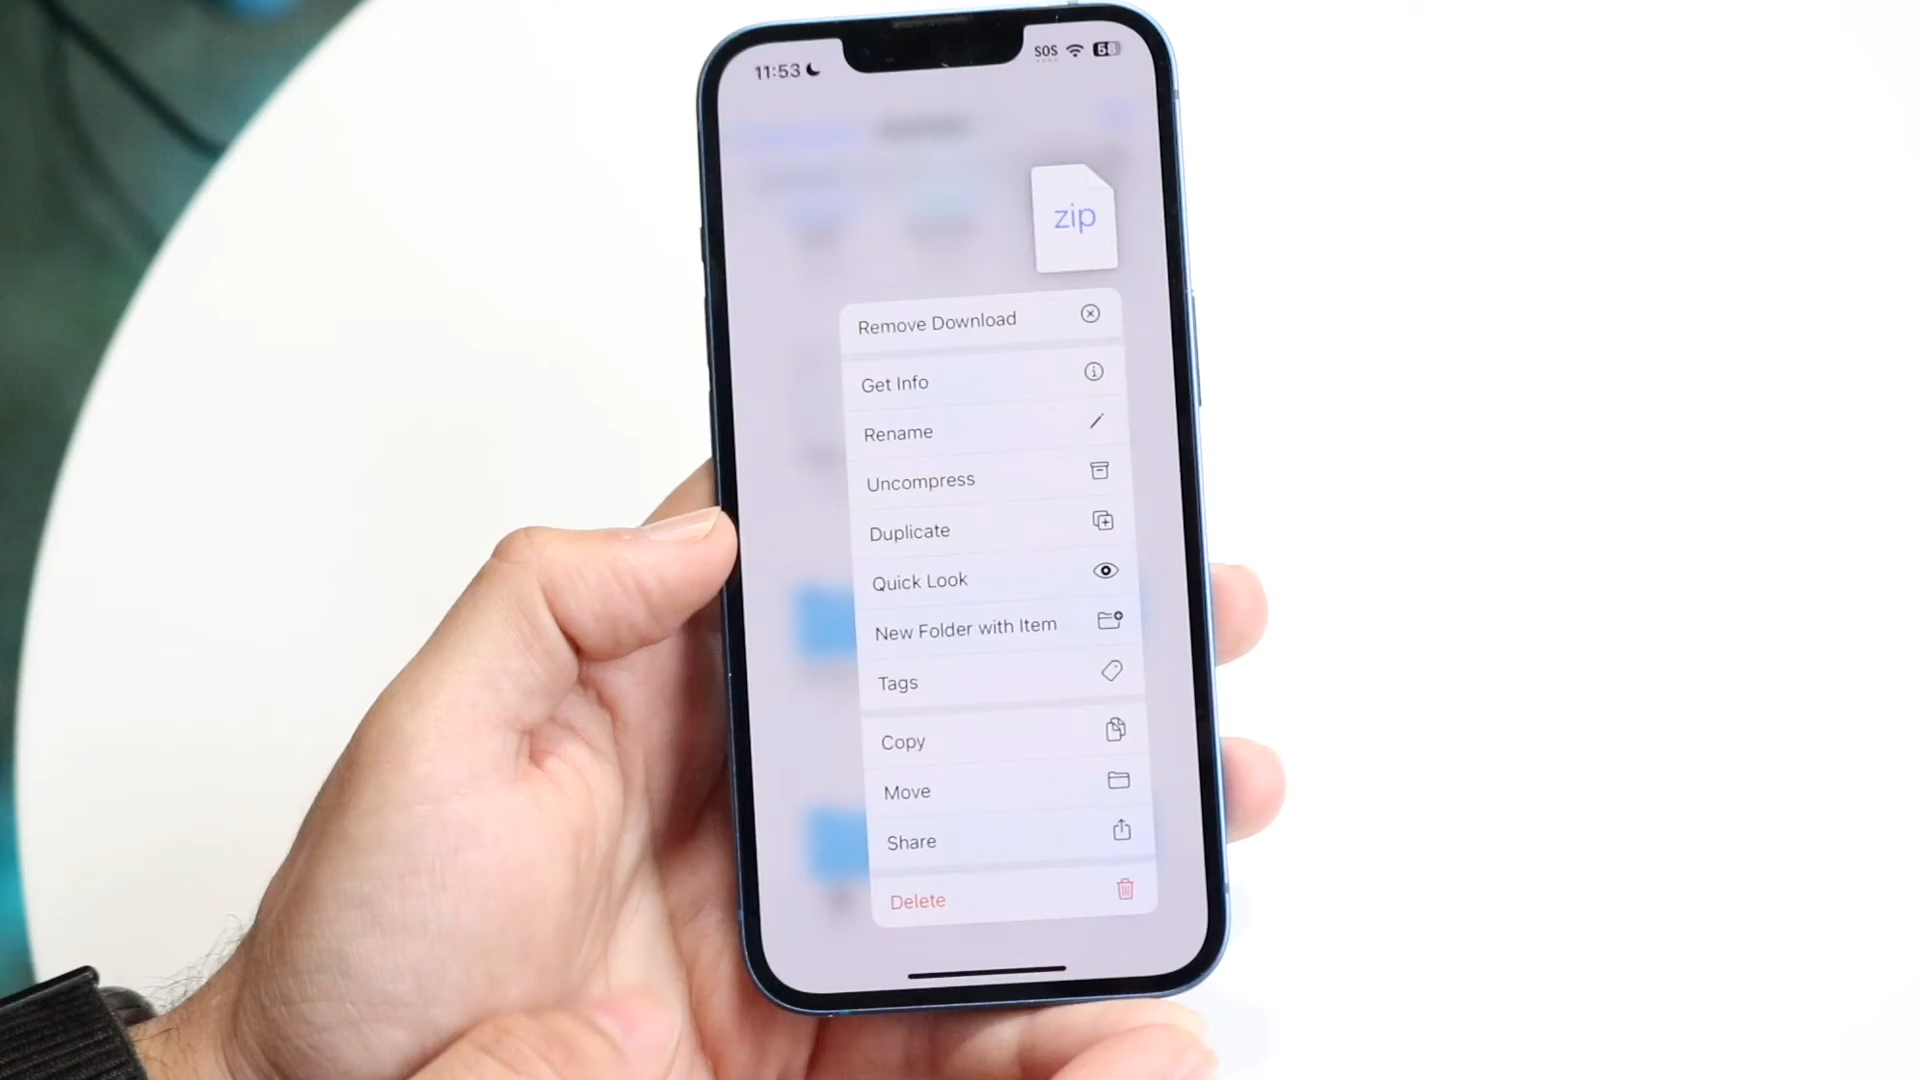 11:53
SOS 58
zip
Remove Download
Get Info
Rename
Uncompress
Duplicate
Quick Look
New Folder with Item
Tags
Copy
Move
Share
Delete